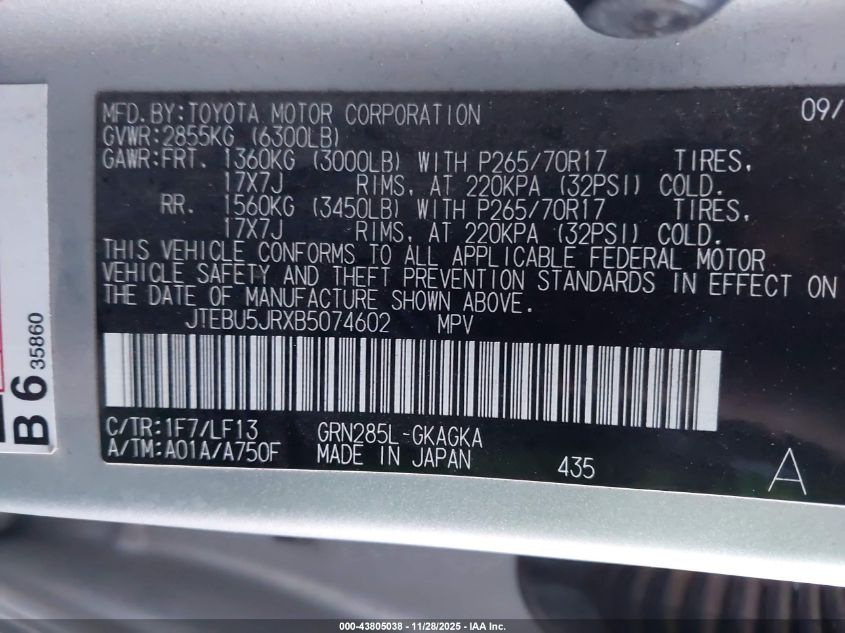 MFD.BY:TOYOTA MOTOR CORPORATION 09/
GVWR:2855KG (6300LB)
GAWR:FRT. 1360KG (3000LB) WITH P265/70R17 TIRES,
17X7J RIMS, AT 220KPA (32PSI) COLD.
RR. 1560KG (3450LB) WITH P265/70R17 TIRES,
17X7J RIMS, AT 220KPA (32PSI) COLD.
THIS VEHICLE CONFORMS TO ALL APPLICABLE FEDERAL MOTOR
VEHICLE SAFETY AND THEFT PREVENTION STANDARDS IN EFFECT ON
THE DATE OF MANUFACTURE SHOWN ABOVE.
JTEBU5JRXB5074602 MPV
C/TR:1F7/LF13 GRN285L-GKAGKA
A/TM:A01A/A750F MADE IN JAPAN 435 A
B6 35860
000-43805038 - 11/28/2025 - IAA Inc.